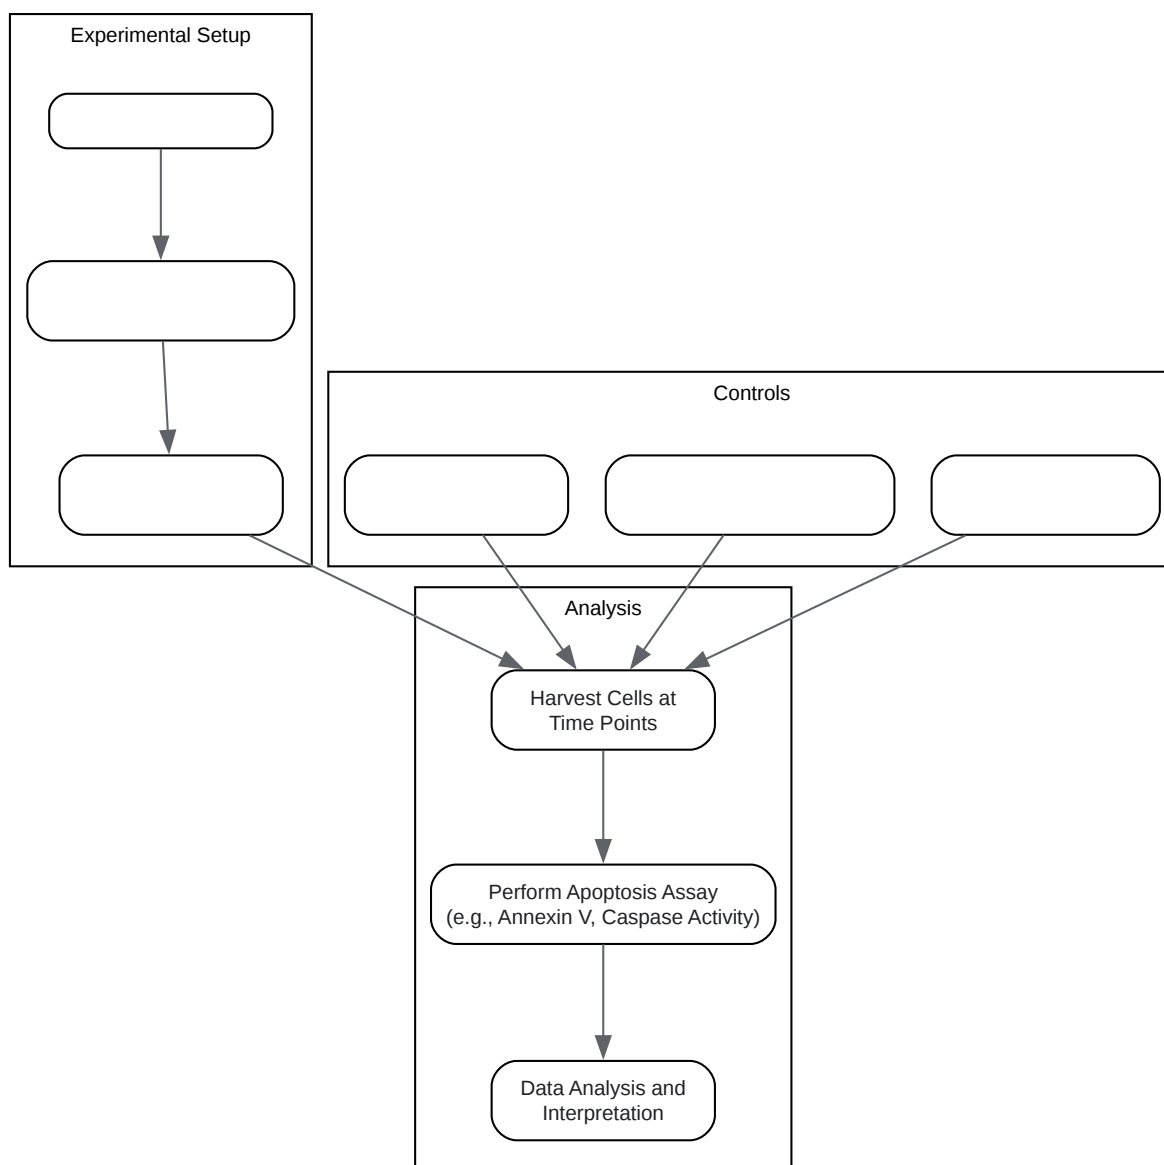 Experimental Setup
Controls
Analysis
Harvest Cells at
Time Points
Perform Apoptosis Assay
(e.g., Annexin V, Caspase Activity)
Data Analysis and
Interpretation